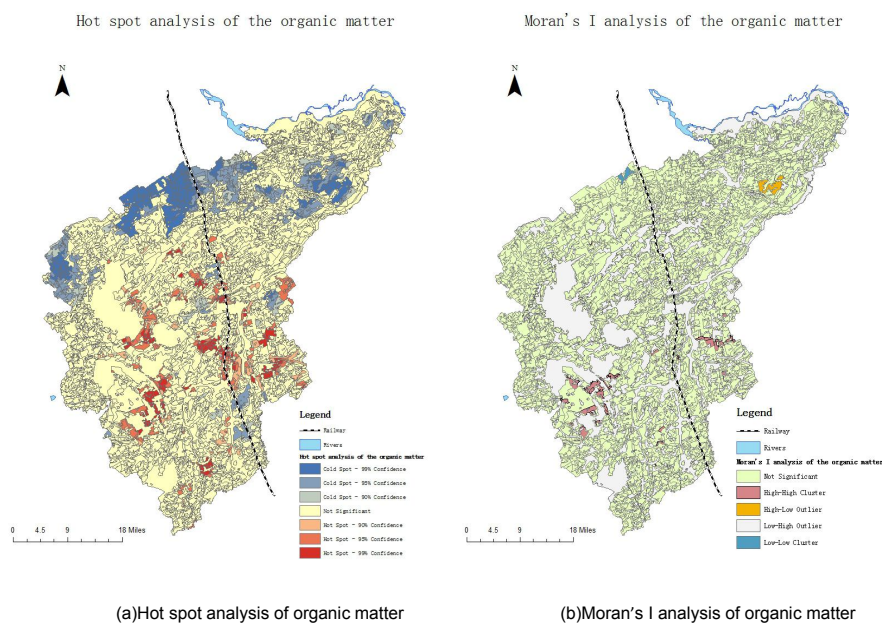 Hot spot analysis of the organic matter
N
Legend
Railway
Rivers
Hot spot analysis of the organic matter
Cold Spot - 99% Confidence
Cold Spot - 95% Confidence
Cold Spot - 90% Confidence
Not Significant
Hot Spot - 90% Confidence
Hot Spot - 95% Confidence
Hot Spot - 99% Confidence
0 4.5 9 18 Miles
(a)Hot spot analysis of organic matter
Moran's I analysis of the organic matter
N
Legend
Railway
Rivers
Moran's I analysis of the organic matter
Not Significant
High-High Cluster
High-Low Outlier
Low-High Outlier
Low-Low Cluster
0 4.5 9 18 Miles
(b)Moran's I analysis of organic matter